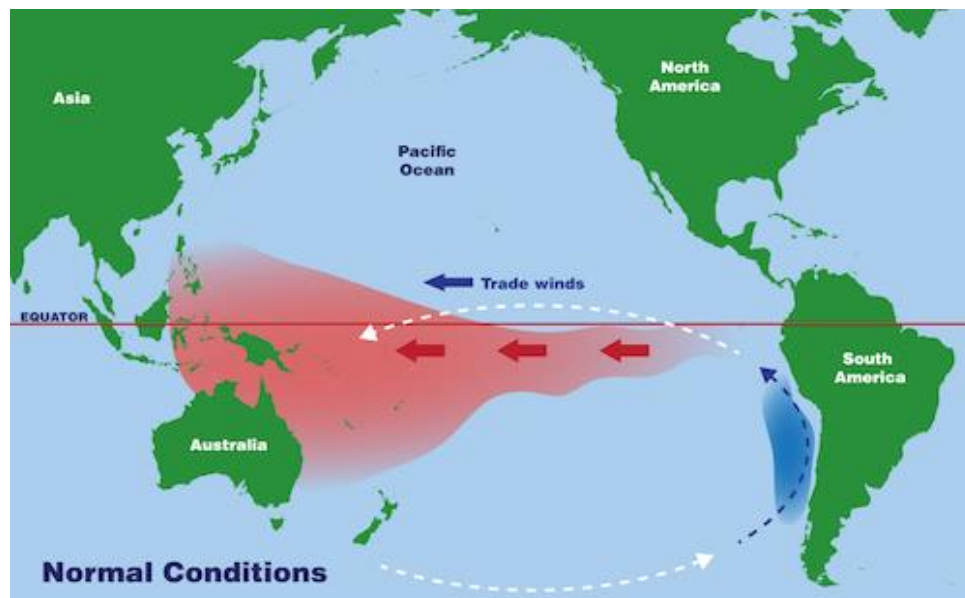 Asia
North
America
Pacific
Ocean
Trade winds
EQUATOR
South
America
Australia
Normal Conditions